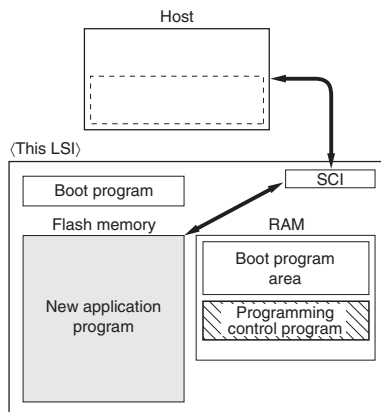 Host
〈This LSI〉
SCI
Boot program
Flash memory
RAM
Boot program
area
New application
program
Programming
control program